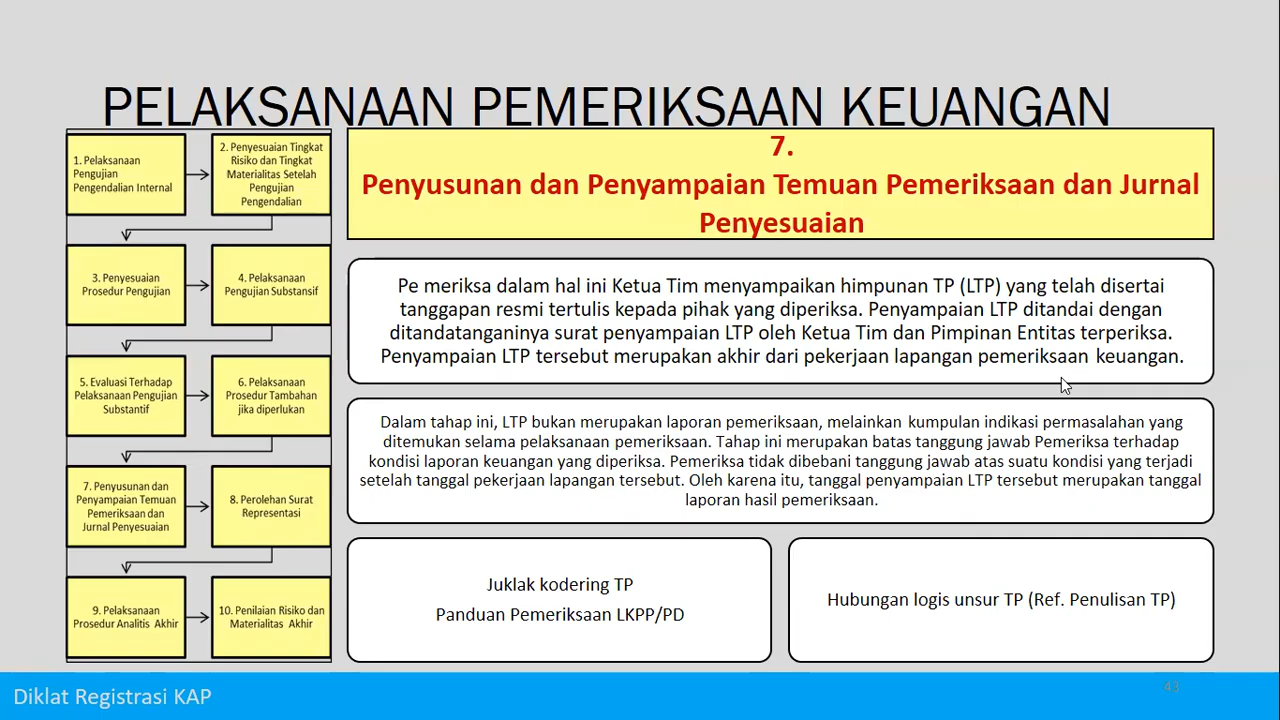 PELAKSANAAN PEMERIKSAAN KEUANGAN
1. Pelaksanaan
Pengujian
Pengendalian Internal
2. Penyesuaian Tingkat
Risiko dan Tingkat
Materialitas Setelah
Pengujian
Pengendalian
3. Penyesuaian
Prosedur Pengujian
4. Pelaksanaan
Pengujian Substansif
5. Evaluasi Terhadap
Pelaksanaan Pengujian
Substantif
6. Pelaksanaan
Prosedur Tambahan
jika diperlukan
7. Penyusunan dan
Penyampaian Temuan
Pemeriksaan dan
Jurnal Penyesuaian
8. Perolehan Surat
Representasi
9. Pelaksanaan
Prosedur Analitis Akhir
10. Penilaian Risiko dan
Materialitas Akhir
7.
Penyusunan dan Penyampaian Temuan Pemeriksaan dan Jurnal
Penyesuaian
Pe meriksa dalam hal ini Ketua Tim menyampaikan himpunan TP (LTP) yang telah disertai
tanggapan resmi tertulis kepada pihak yang diperiksa. Penyampaian LTP ditandai dengan
ditandatanganinya surat penyampaian LTP oleh Ketua Tim dan Pimpinan Entitas terperiksa.
Penyampaian LTP tersebut merupakan akhir dari pekerjaan lapangan pemeriksaan keuangan.
Dalam tahap ini, LTP bukan merupakan laporan pemeriksaan, melainkan kumpulan indikasi permasalahan yang
ditemukan selama pelaksanaan pemeriksaan. Tahap ini merupakan batas tanggung jawab Pemeriksa terhadap
kondisi laporan keuangan yang diperiksa. Pemeriksa tidak dibebani tanggung jawab atas suatu kondisi yang terjadi
setelah tanggal pekerjaan lapangan tersebut. Oleh karena itu, tanggal penyampaian LTP tersebut merupakan tanggal
laporan hasil pemeriksaan.
Juklak kodering TP
Panduan Pemeriksaan LKPP/PD
Hubungan logis unsur TP (Ref. Penulisan TP)
Diklat Registrasi KAP
43